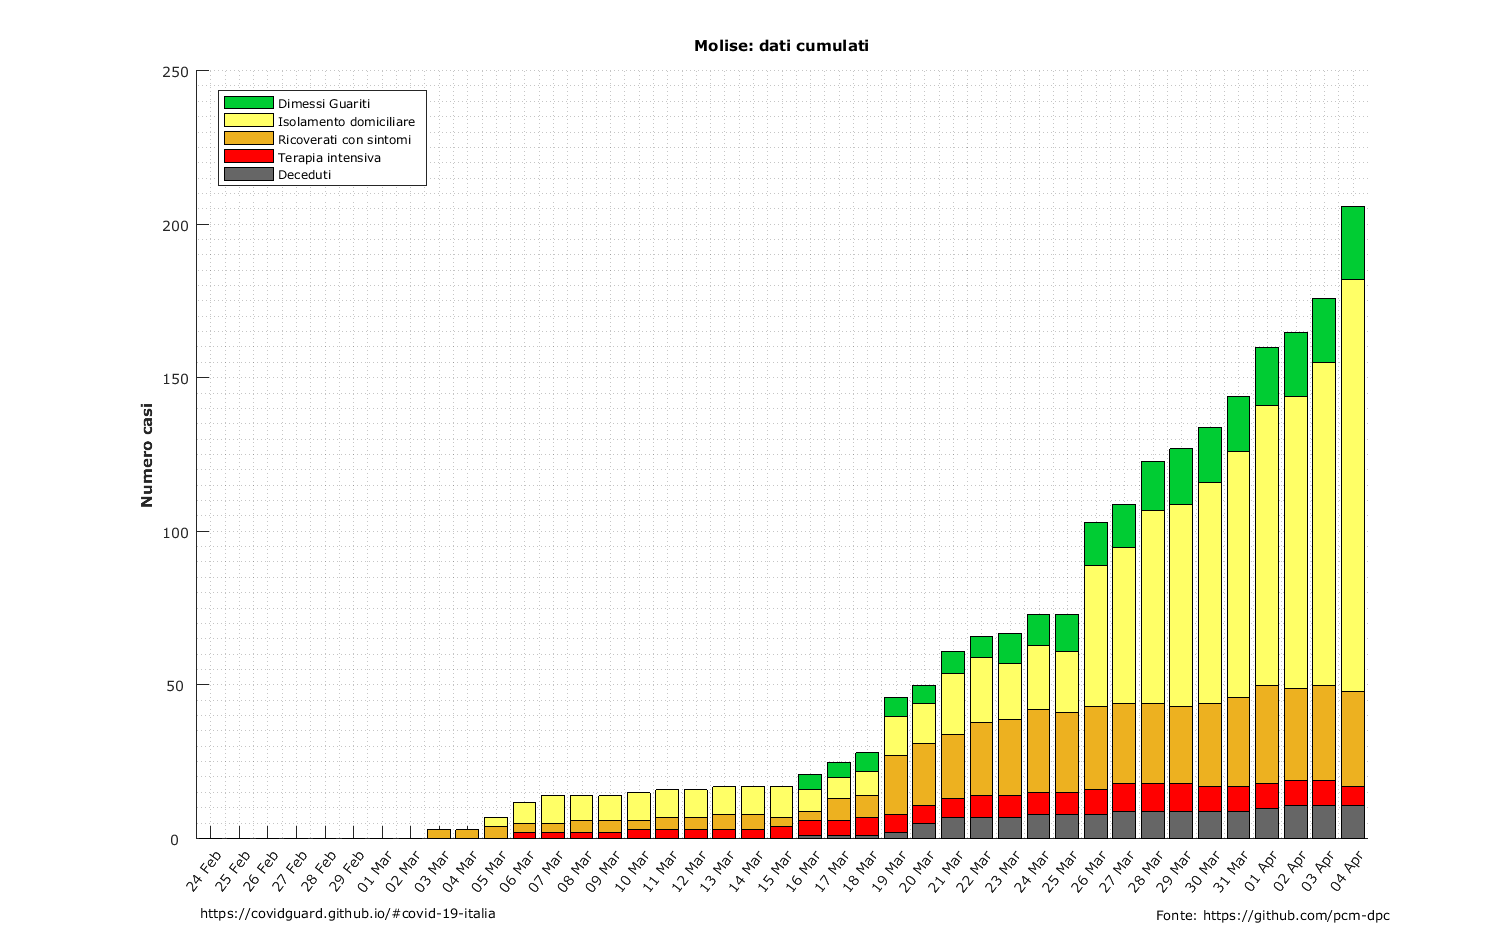 Molise: dati cumulati
250
200
150
100
50
0
Numero casi
Dimessi Guariti
Isolamento domiciliare
Ricoverati con sintomi
Terapia intensiva
Deceduti
24 Feb
25 Feb
26 Feb
27 Feb
28 Feb
29 Feb
01 Mar
02 Mar
03 Mar
04 Mar
05 Mar
06 Mar
07 Mar
08 Mar
09 Mar
10 Mar
11 Mar
12 Mar
13 Mar
14 Mar
15 Mar
16 Mar
17 Mar
18 Mar
19 Mar
20 Mar
21 Mar
22 Mar
23 Mar
24 Mar
25 Mar
26 Mar
27 Mar
28 Mar
29 Mar
30 Mar
31 Mar
01 Apr
02 Apr
03 Apr
04 Apr
https://covidguard.github.io/#covid-19-italia
Fonte: https://github.com/pcm-dpc